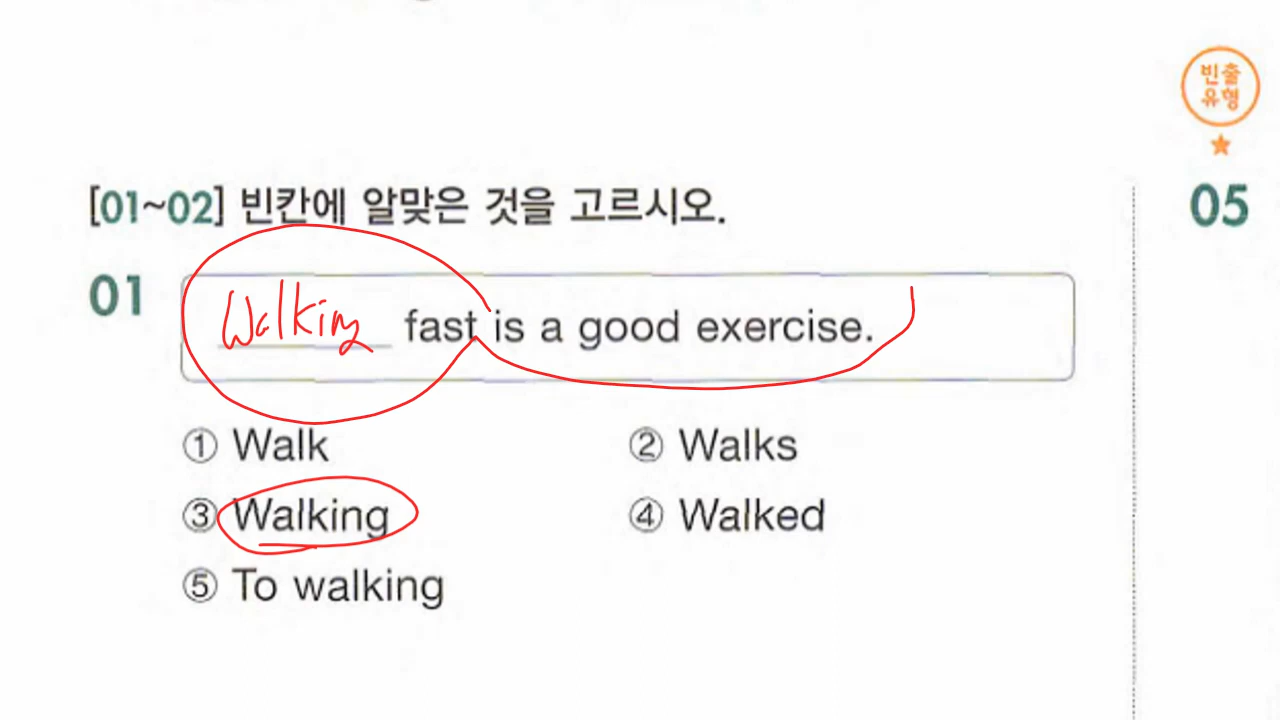 빈출
유형
[01~02] 빈칸에 알맞은 것을 고르시오.
05
01
Walking fast is a good exercise.
① Walk
② Walks
③ Walking
④ Walked
⑤ To walking